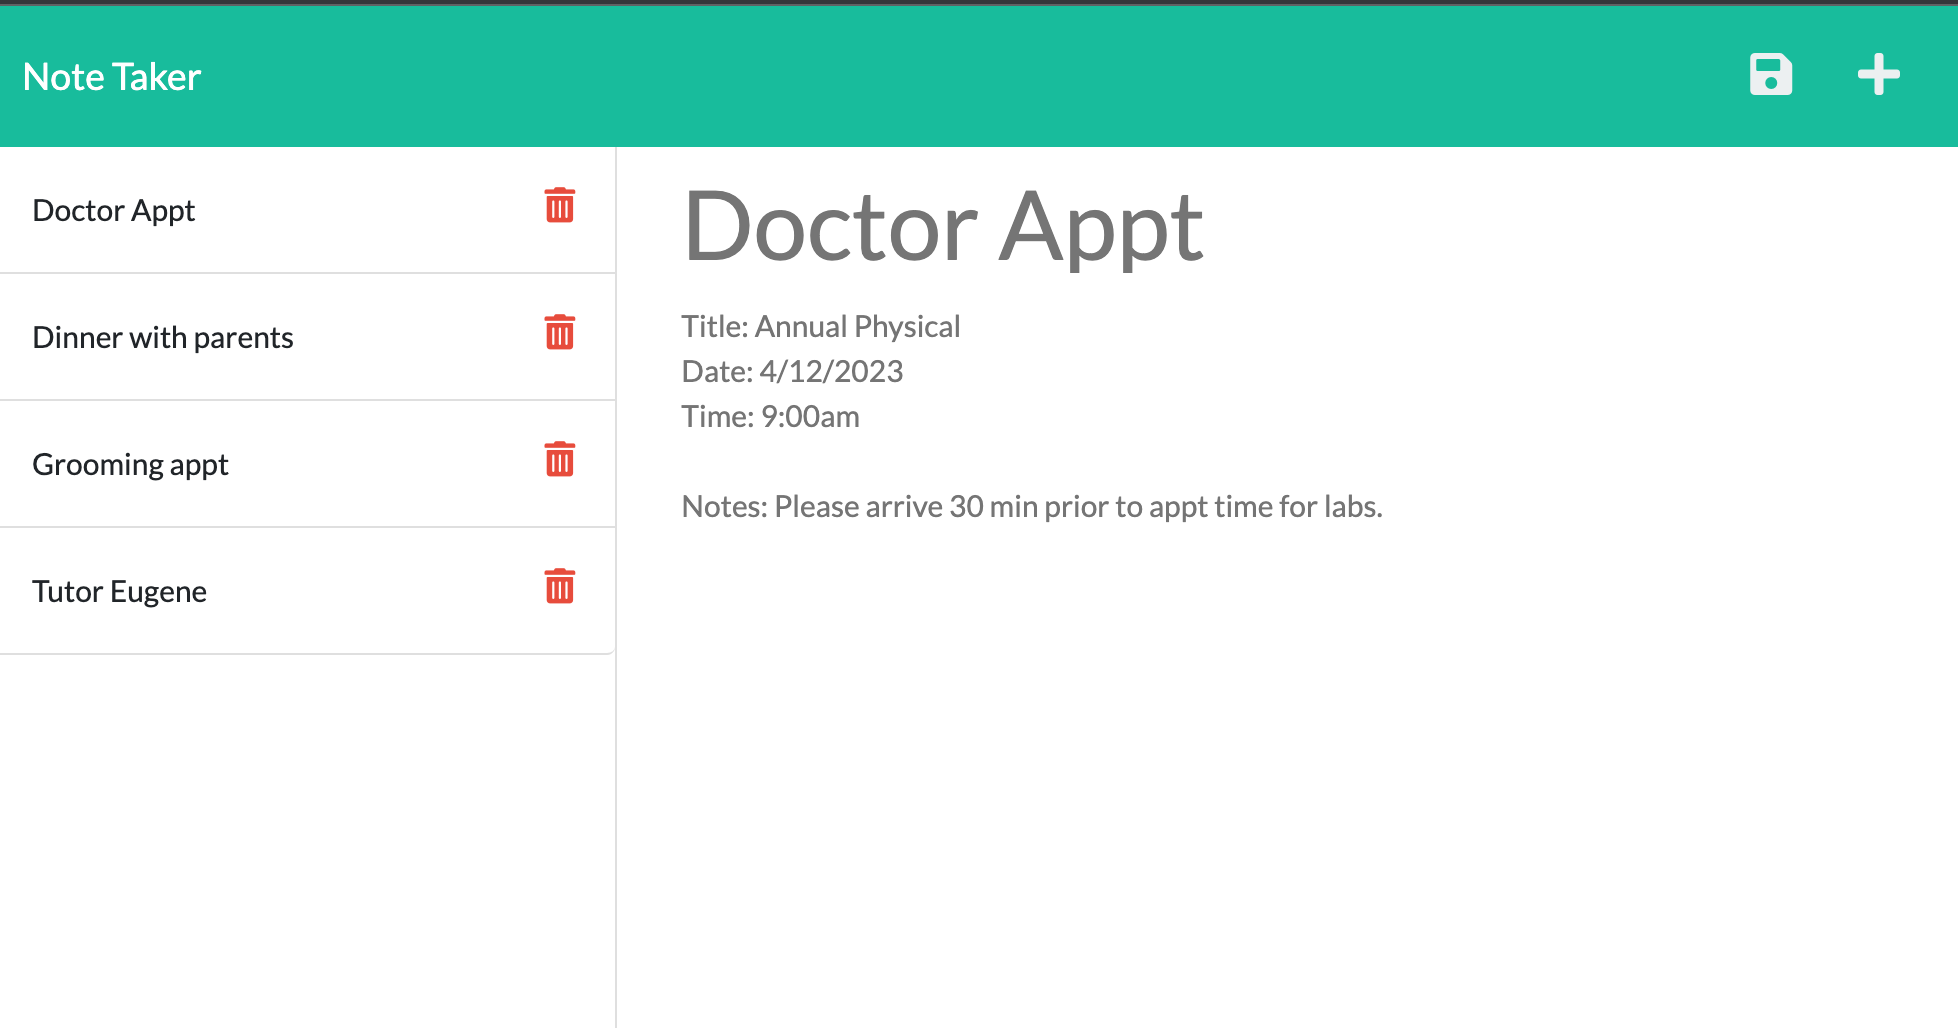 Note Taker
Doctor Appt
Dinner with parents
Grooming appt
Tutor Eugene
Doctor Appt
Title: Annual Physical
Date: 4/12/2023
Time: 9:00am
Notes: Please arrive 30 min prior to appt time for labs.